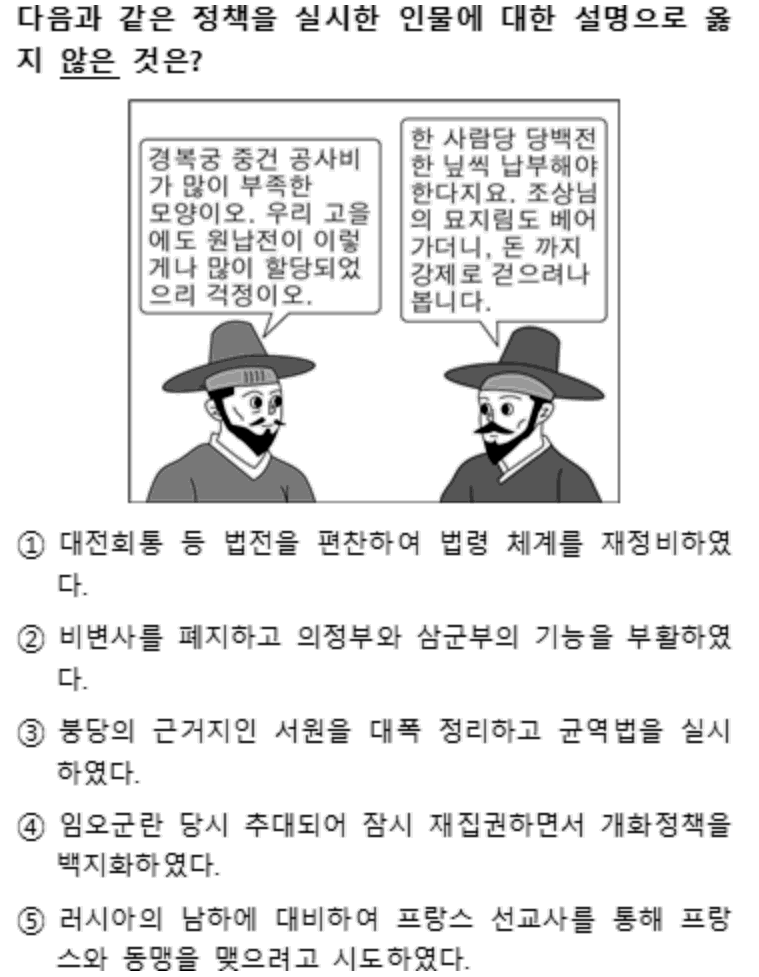 다음과 같은 정책을 실시한 인물에 대한 설명으로 옳
지 않은 것은?
경복궁 중건 공사비
가 많이 부족한
모양이오. 우리 고을
에도 원납전이 이렇
게나 많이 할당되었
으리 걱정이오.
한 사람당 당백전
한 닢씩 납부해야
한다지요. 조상님
의 묘지림도 베어
가더니, 돈 까지
강제로 걷으려나
봅니다.
① 대전회통 등 법전을 편찬하여 법령 체계를 재정비하였
다.
② 비변사를 폐지하고 의정부와 삼군부의 기능을 부활하였
다.
③ 붕당의 근거지인 서원을 대폭 정리하고 균역법을 실시
하였다.
④ 임오군란 당시 추대되어 잠시 재집권하면서 개화정책을
백지화하였다.
⑤ 러시아의 남하에 대비하여 프랑스 선교사를 통해 프랑
스와 동맹을 맺으려고 시도하였다.